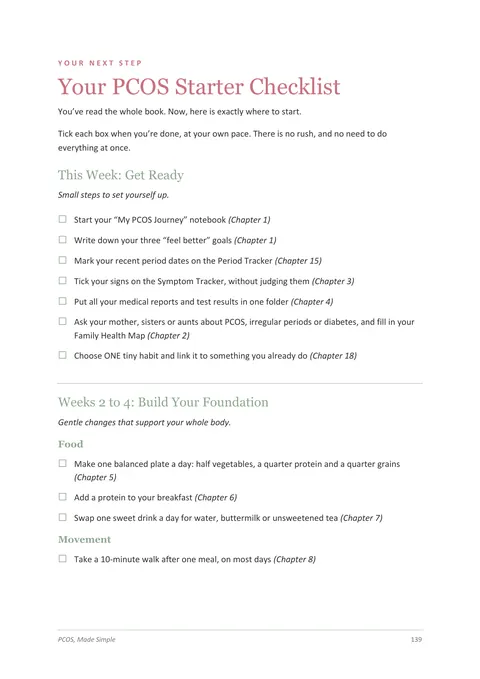 YOUR NEXT STEP
Your PCOS Starter Checklist
You’ve read the whole book. Now, here is exactly where to start.
Tick each box when you’re done, at your own pace. There is no rush, and no need to do
everything at once.
This Week: Get Ready
Small steps to set yourself up.
Start your “My PCOS Journey” notebook (Chapter 1)
Write down your three “feel better” goals (Chapter 1)
Mark your recent period dates on the Period Tracker (Chapter 15)
Tick your signs on the Symptom Tracker, without judging them (Chapter 3)
Put all your medical reports and test results in one folder (Chapter 4)
Ask your mother, sisters or aunts about PCOS, irregular periods or diabetes, and fill in your
Family Health Map (Chapter 2)
Choose ONE tiny habit and link it to something you already do (Chapter 18)
Weeks 2 to 4: Build Your Foundation
Gentle changes that support your whole body.
Food
Make one balanced plate a day: half vegetables, a quarter protein and a quarter grains
(Chapter 5)
Add a protein to your breakfast (Chapter 6)
Swap one sweet drink a day for water, buttermilk or unsweetened tea (Chapter 7)
Movement
Take a 10-minute walk after one meal, on most days (Chapter 8)
PCOS, Made Simple
139